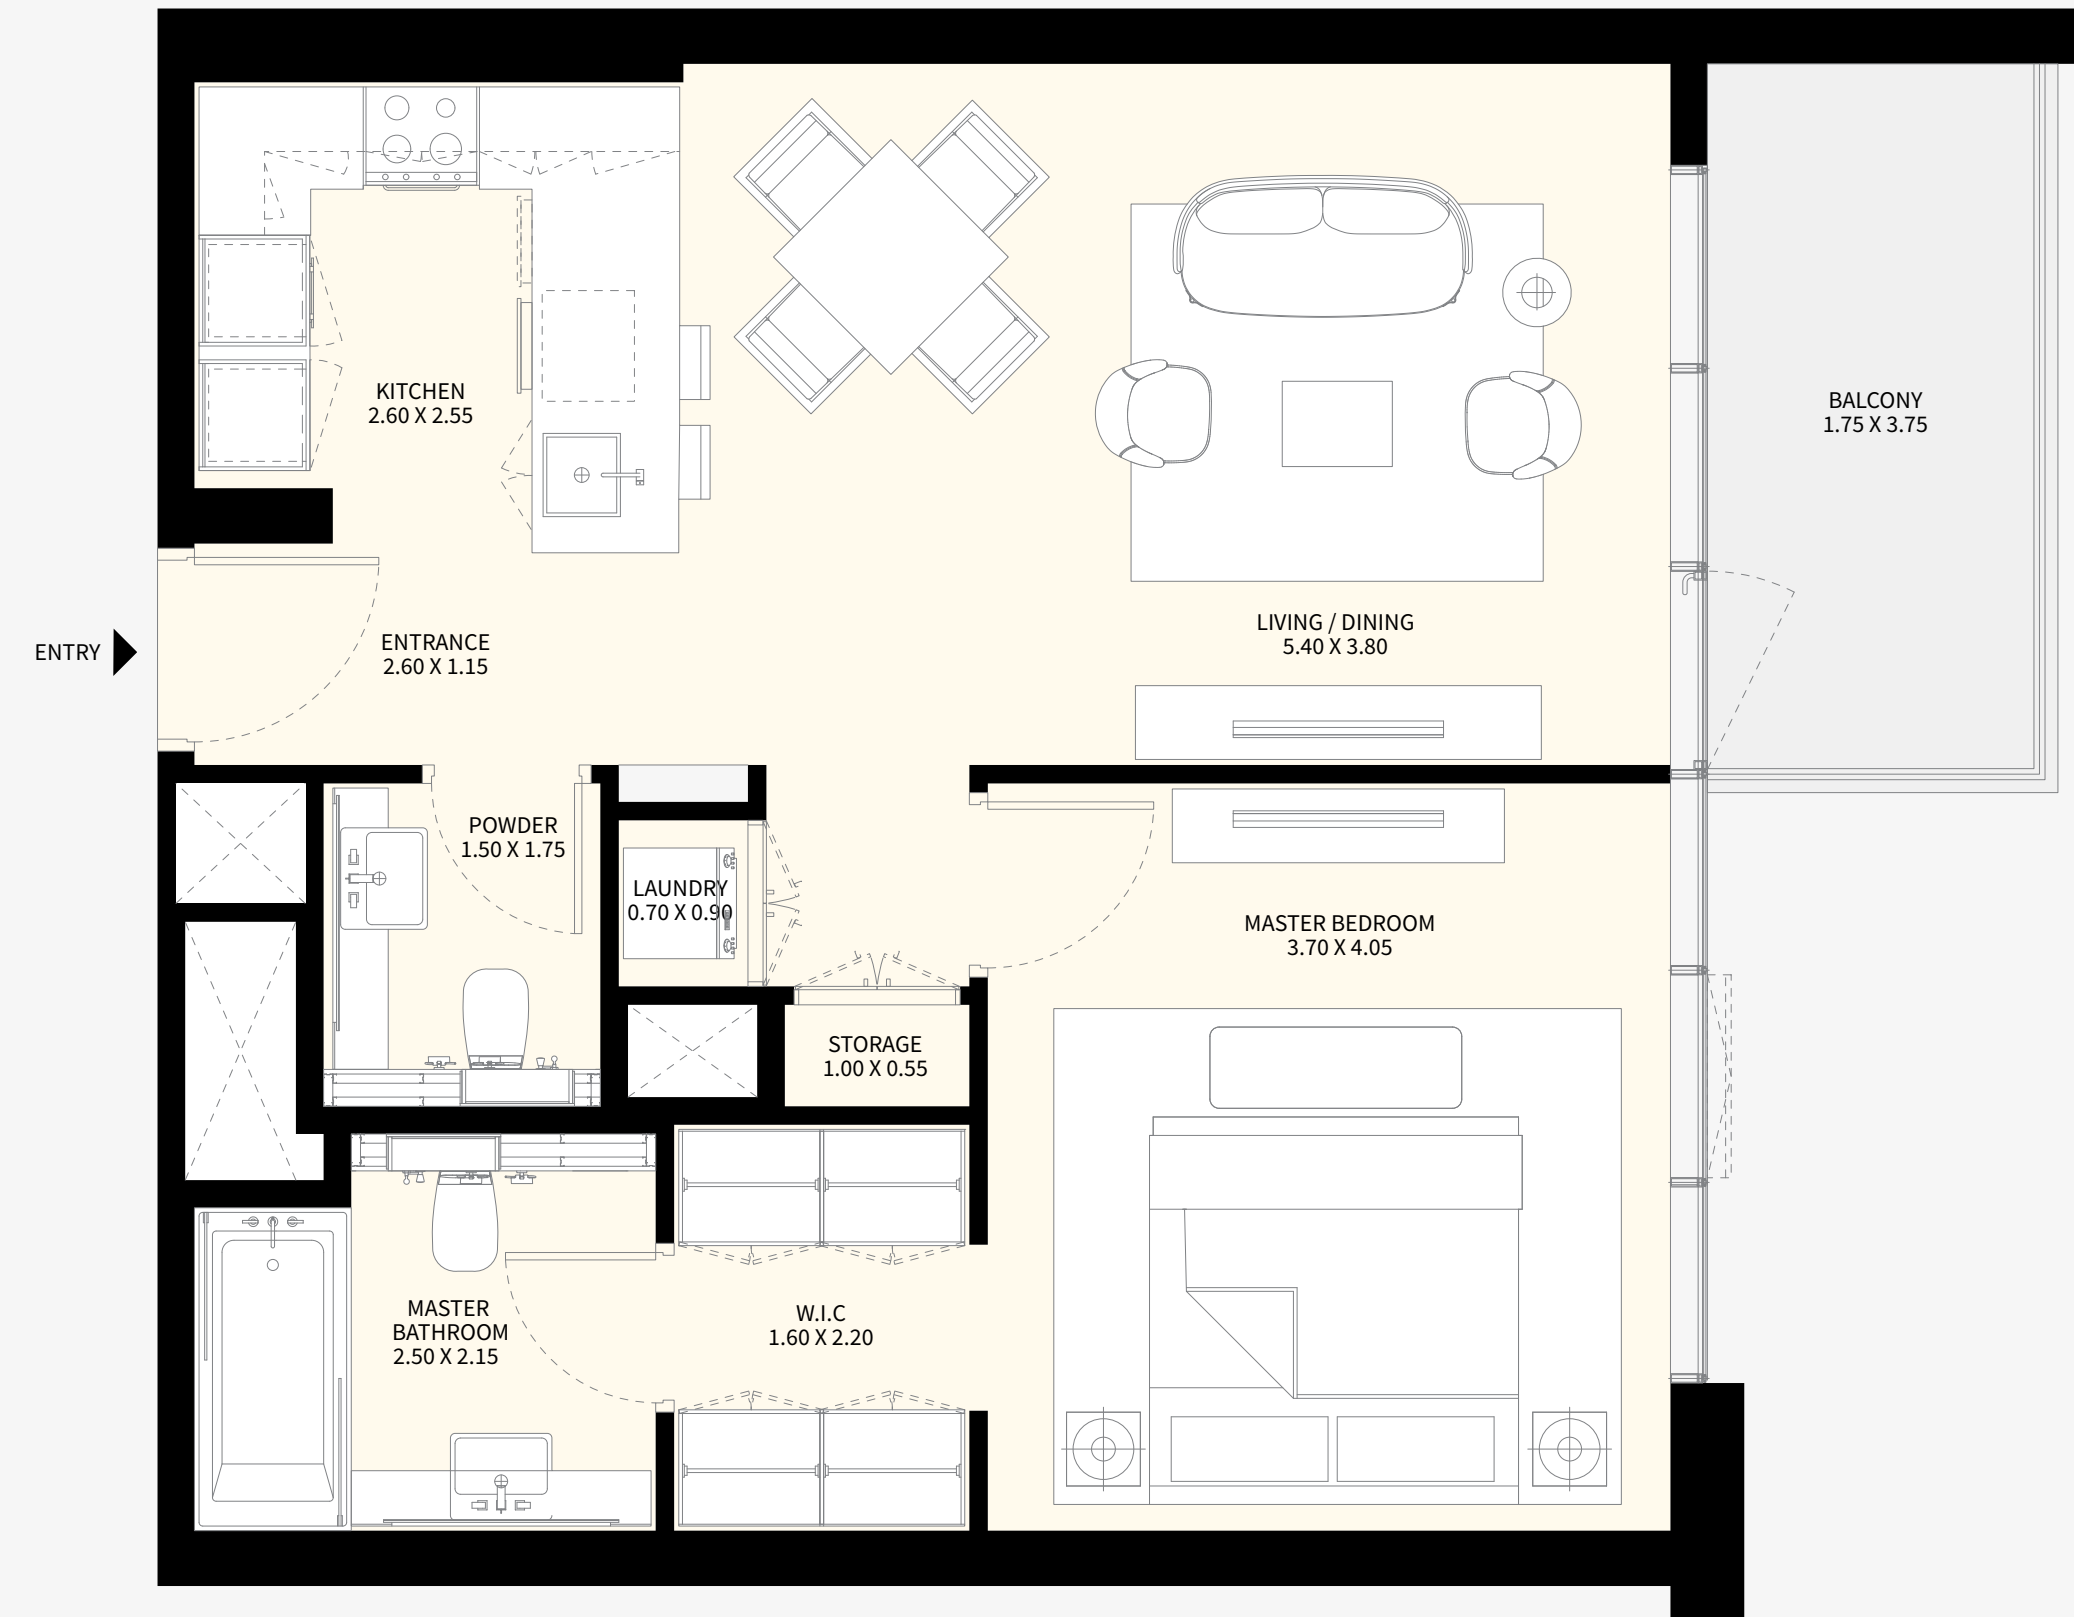 KITCHEN
2.60 X 2.55
BALCONY
1.75 X 3.75
ENTRY
ENTRANCE
2.60 X 1.15
LIVING / DINING
5.40 X 3.80
POWDER
1.50 X 1.75
LAUNDRY
0.70 X 0.90
MASTER BEDROOM
3.70 X 4.05
STORAGE
1.00 X 0.55
MASTER
BATHROOM
2.50 X 2.15
W.I.C
1.60 X 2.20